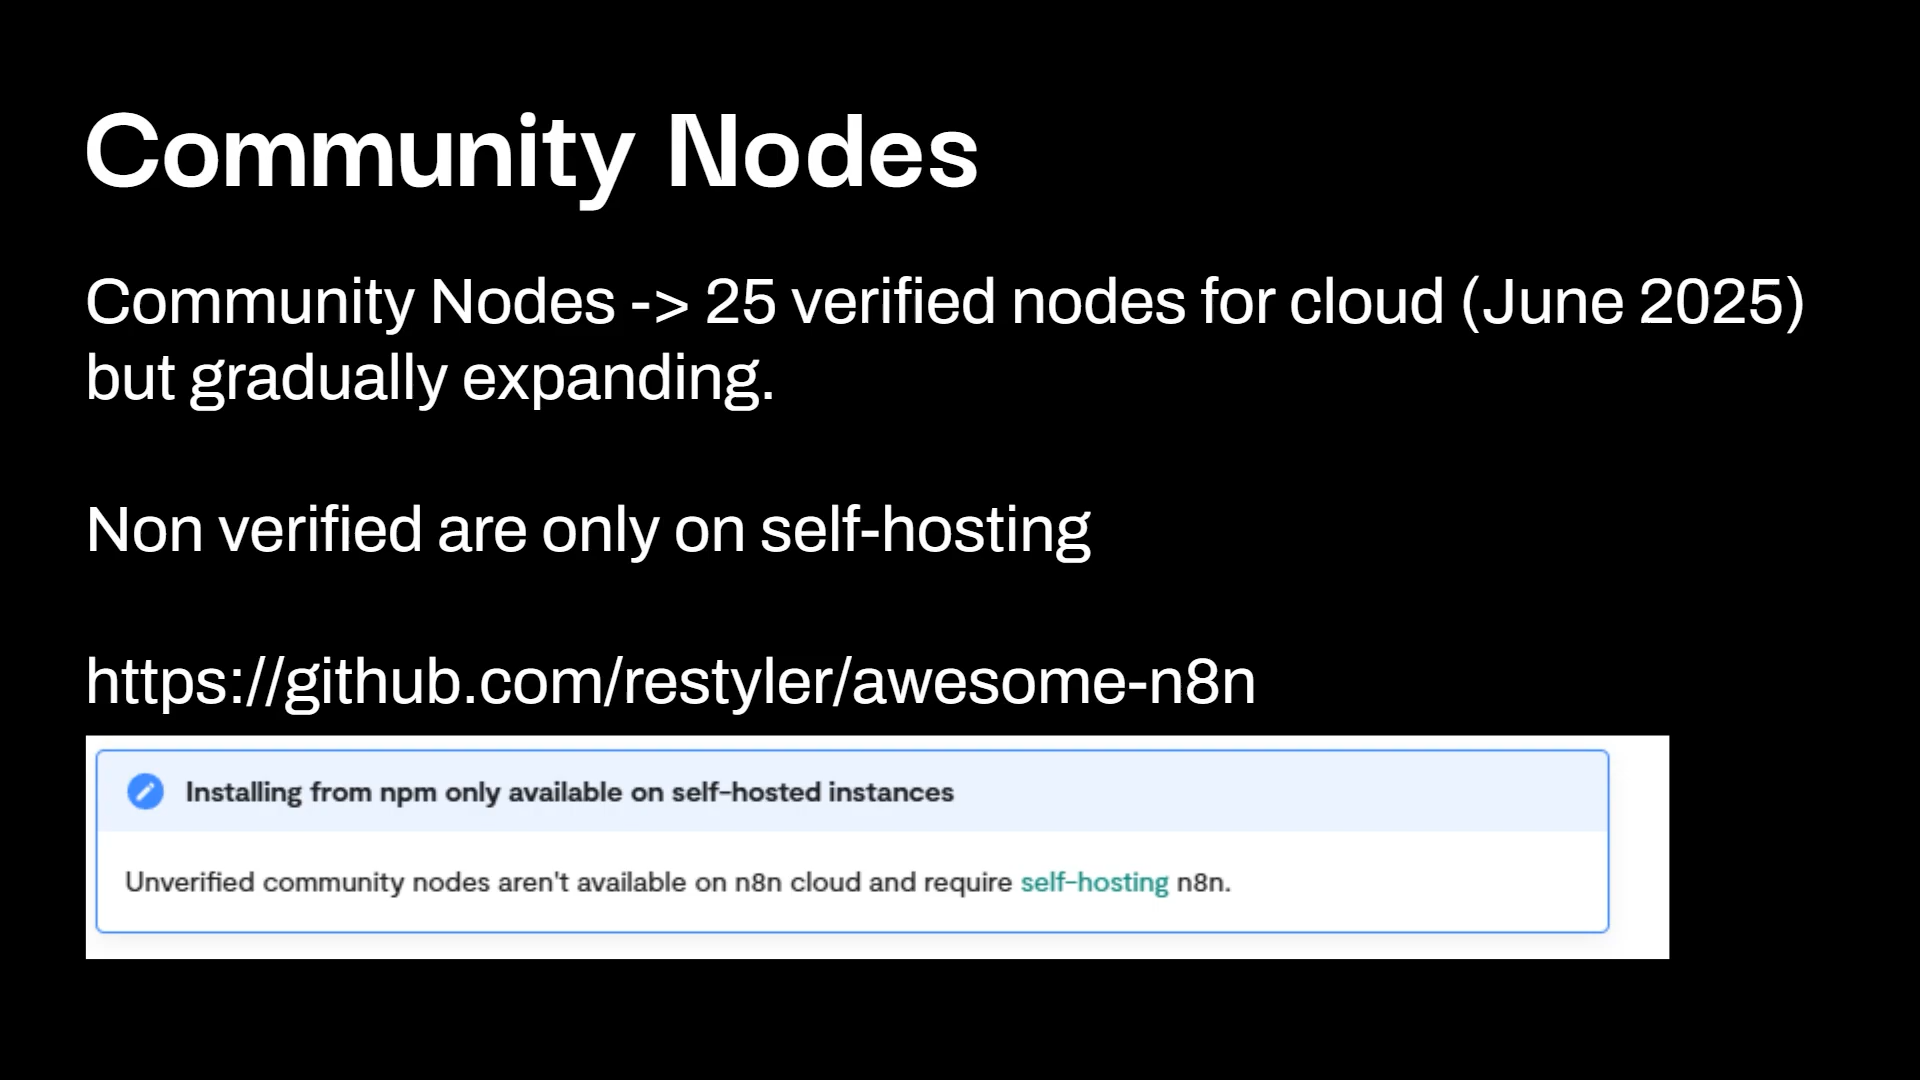 Community Nodes
Community Nodes -> 25 verified nodes for cloud (June 2025)
but gradually expanding.
Non verified are only on self-hosting
https://github.com/restyler/awesome-n8n
Installing from npm only available on self-hosted instances
Unverified community nodes aren't available on n8n cloud and require self-hosting n8n.